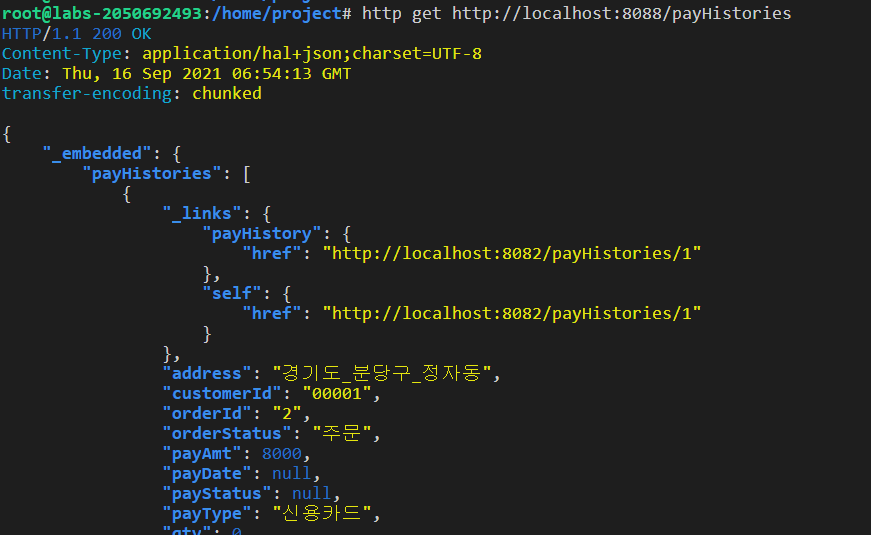 root@labs-2050692493:/home/project# http get http://localhost:8088/payHistories
HTTP/1.1 200 OK
Content-Type: application/hal+json;charset=UTF-8
Date: Thu, 16 Sep 2021 06:54:13 GMT
transfer-encoding: chunked

{
    "_embedded": {
        "payHistories": [
            {
                "_links": {
                    "payHistory": {
                        "href": "http://localhost:8082/payHistories/1"
                    },
                    "self": {
                        "href": "http://localhost:8082/payHistories/1"
                    }
                },
                "address": "경기도_분당구_정자동",
                "customerId": "00001",
                "orderId": "2",
                "orderStatus": "주문",
                "payAmt": 8000,
                "payDate": null,
                "payStatus": null,
                "payType": "신용카드",
                "qty": 0